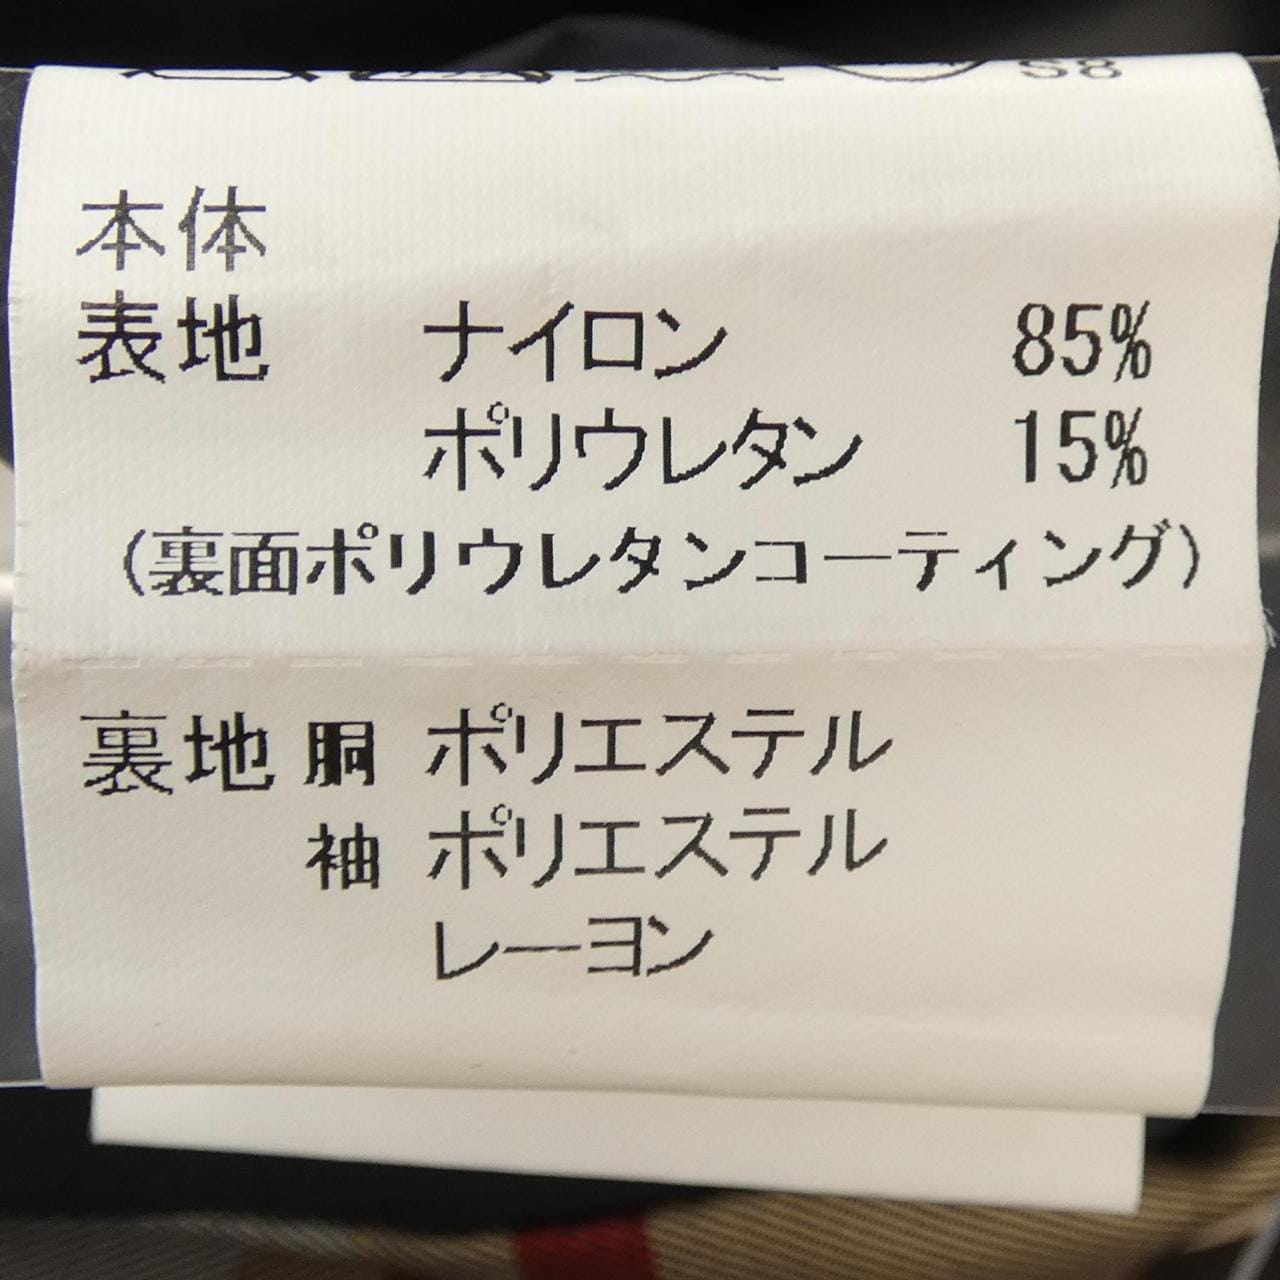 S8
本体
表地 ナイロン 85%
ポリウレタン 15%
(裏面ポリウレタンコーティング)
裏地 胴 ポリエステル
袖 ポリエステル
レーヨン